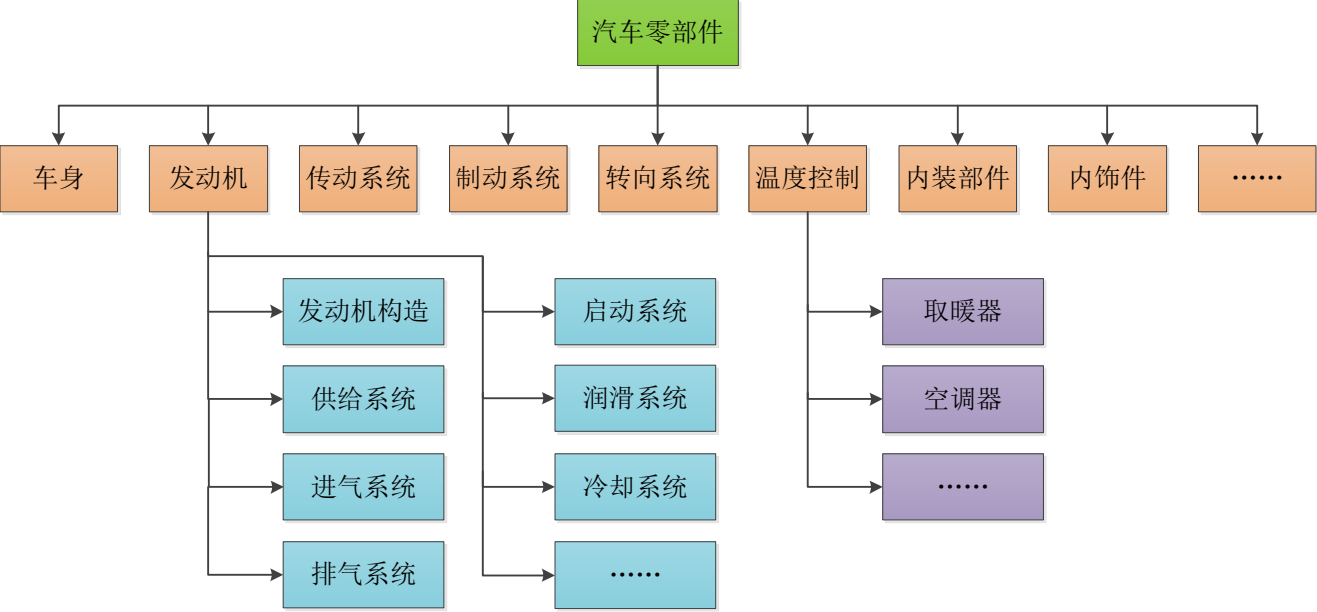 汽车零部件
车身
发动机
传动系统
制动系统
转向系统
温度控制
内装部件
内饰件
……
发动机构造
启动系统
取暖器
供给系统
润滑系统
空调器
进气系统
冷却系统
……
排气系统
……